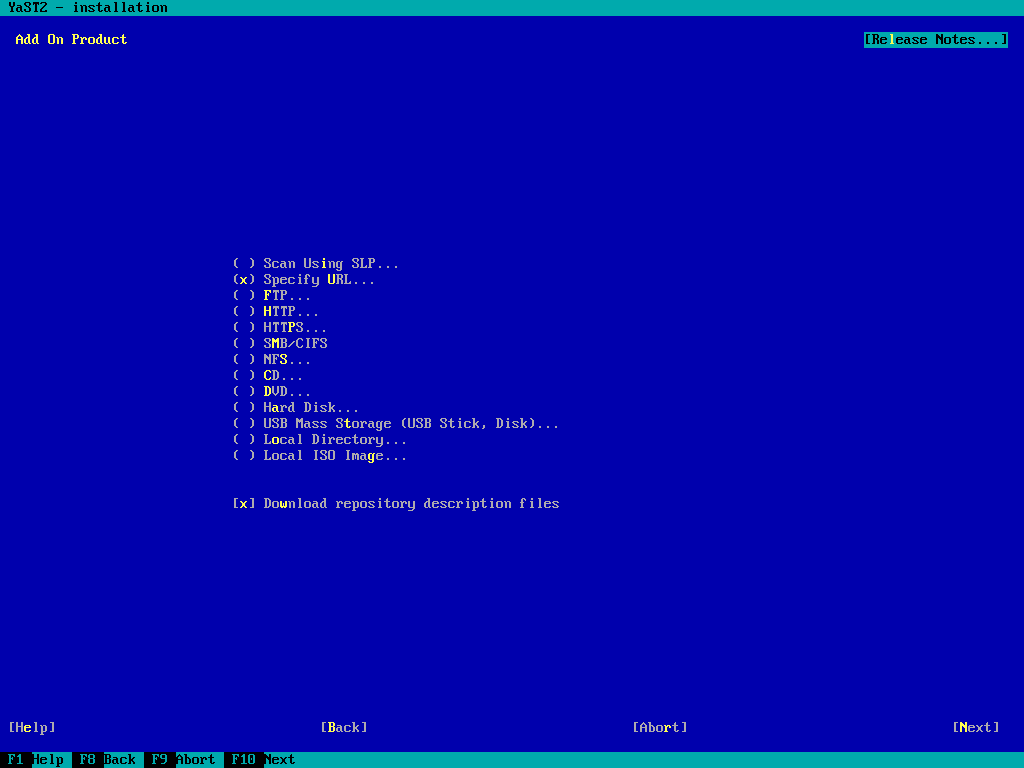 YaST2 - installation
Add On Product [Release Notes...]
( ) Scan Using SLP...
(x) Specify URL...
( ) FTP...
( ) HTTP...
( ) HTTPS...
( ) SMB/CIFS
( ) NFS...
( ) CD...
( ) DVD...
( ) Hard Disk...
( ) USB Mass Storage (USB Stick, Disk)...
( ) Local Directory...
( ) Local ISO Image...
[x] Download repository description files
[Help] [Back] [Abort] [Next]
F1 Help F8 Back F9 Abort F10 Next